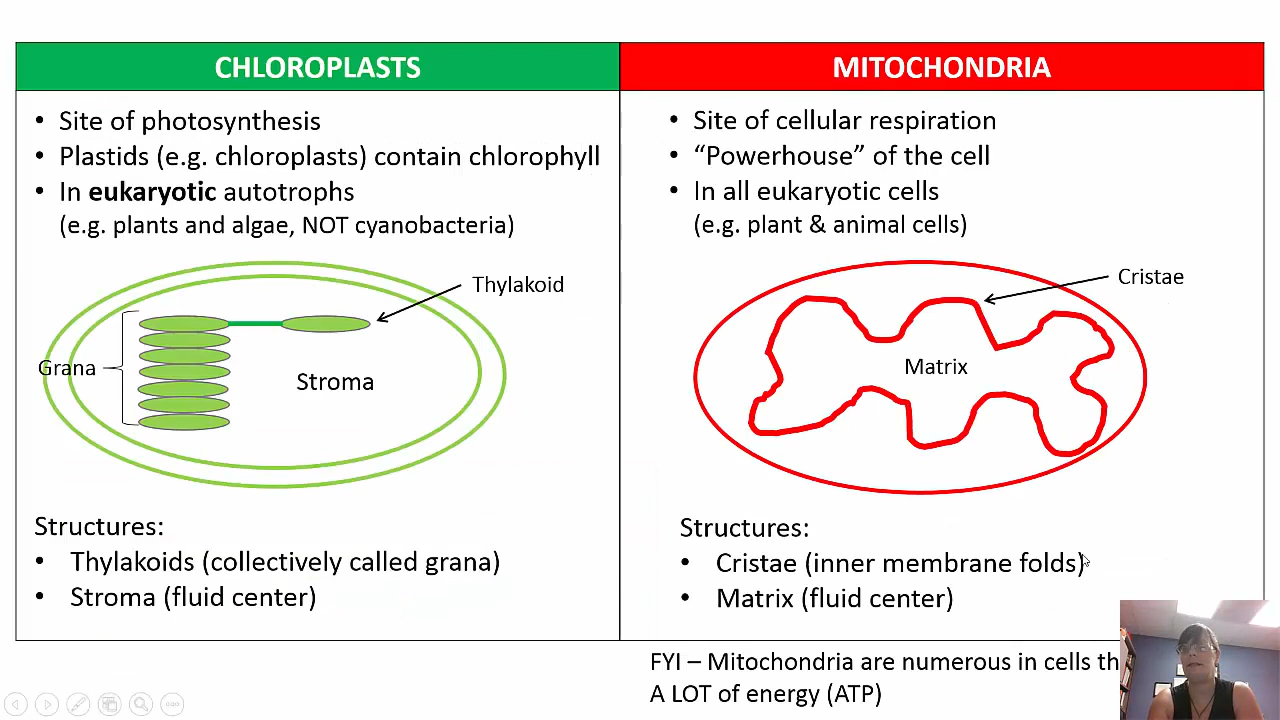 CHLOROPLASTS
• Site of photosynthesis
• Plastids (e.g. chloroplasts) contain chlorophyll
• In eukaryotic autotrophs
(e.g. plants and algae, NOT cyanobacteria)
Thylakoid
Grana
Stroma
Structures:
• Thylakoids (collectively called grana)
• Stroma (fluid center)
MITOCHONDRIA
• Site of cellular respiration
• “Powerhouse” of the cell
• In all eukaryotic cells
(e.g. plant & animal cells)
Cristae
Matrix
Structures:
• Cristae (inner membrane folds)
• Matrix (fluid center)
FYI – Mitochondria are numerous in cells
A LOT of energy (ATP)